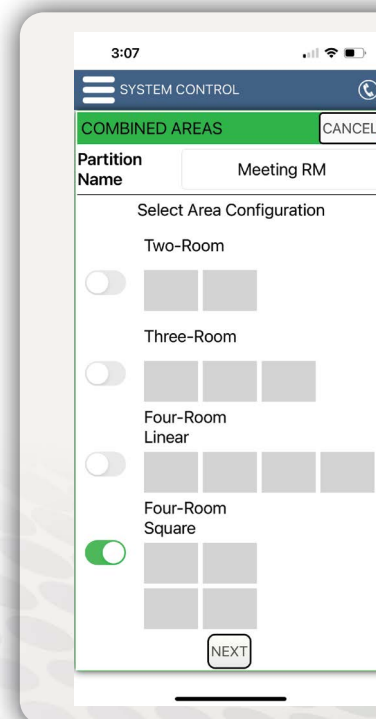 3:07
SYSTEM CONTROL
COMBINED AREAS CANCEL
Partition
Name
Meeting RM
Select Area Configuration
Two-Room
Three-Room
Four-Room
Linear
Four-Room
Square
NEXT